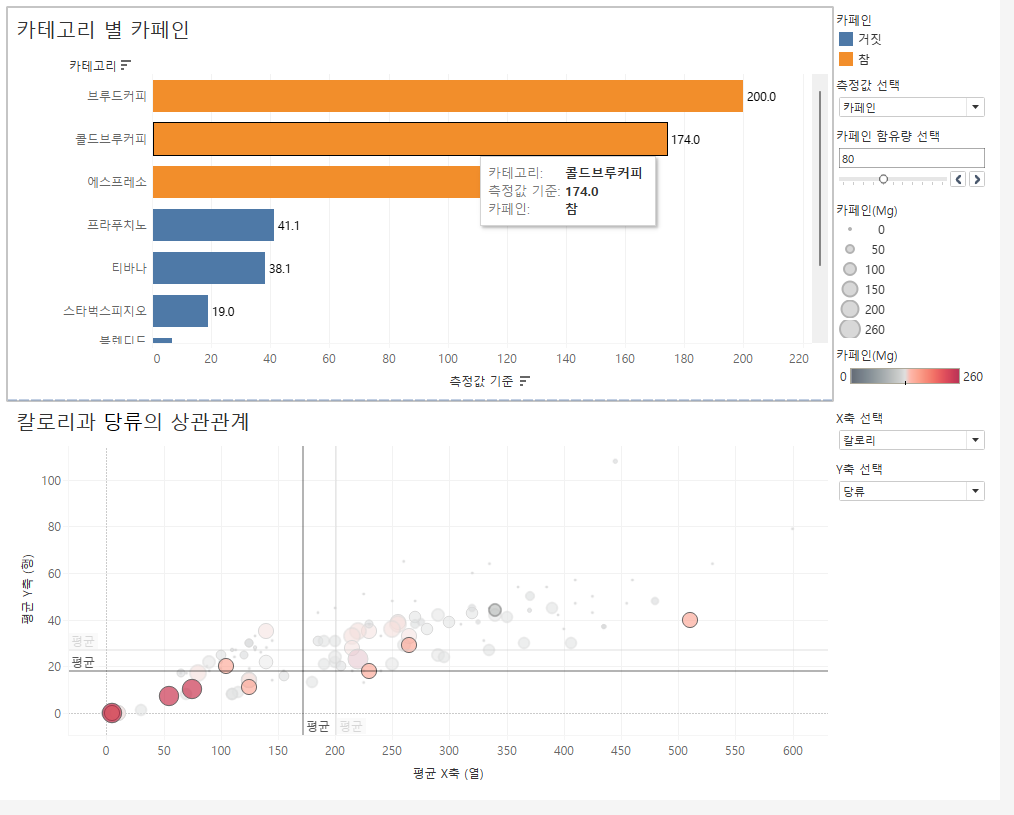 카테고리 별 카페인
카테고리
브루드커피
200.0
콜드브루커피
174.0
에스프레소
카테고리: 콜드브루커피
측정값 기준: 174.0
카페인: 참
프라푸치노
41.1
티바나
38.1
스타벅스피지오
19.0
블렌디드
0 20 40 60 80 100 120 140 160 180 200 220
측정값 기준
카페인
거짓
참
측정값 선택
카페인
카페인 함유량 선택
80
카페인(Mg)
0
50
100
150
200
260
카페인(Mg)
0 260
X축 선택
칼로리
Y축 선택
당류
칼로리과 당류의 상관관계
평균 Y축 (행)
100
80
60
40
평균
평균
20
0
평균 평균
0 50 100 150 200 250 300 350 400 450 500 550 600
평균 X축 (열)